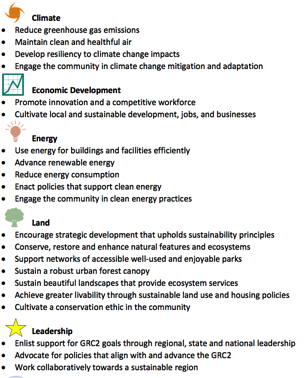 Climate
• Reduce greenhouse gas emissions
• Maintain clean and healthful air
• Develop resiliency to climate change impacts
• Engage the community in climate change mitigation and adaptation
Economic Development
• Promote innovation and a competitive workforce
• Cultivate local and sustainable development, jobs, and businesses
Energy
• Use energy for buildings and facilities efficiently
• Advance renewable energy
• Reduce energy consumption
• Enact policies that support clean energy
• Engage the community in clean energy practices
Land
• Encourage strategic development that upholds sustainability principles
• Conserve, restore and enhance natural features and ecosystems
• Support networks of accessible well-used and enjoyable parks
• Sustain a robust urban forest canopy
• Sustain beautiful landscapes that provide ecosystem services
• Achieve greater livability through sustainable land use and housing policies
• Cultivate a conservation ethic in the community
Leadership
• Enlist support for GRC2 goals through regional, state and national leadership
• Advocate for policies that align with and advance the GRC2
• Work collaboratively towards a sustainable region